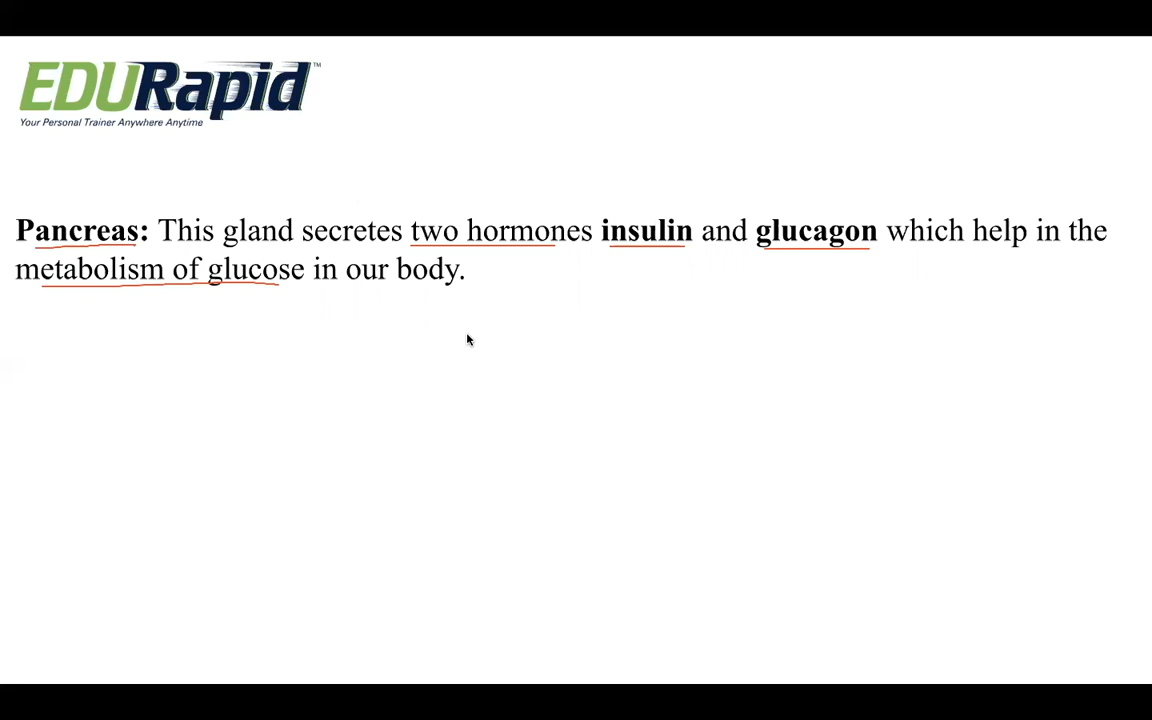 EDURapid™
Your Personal Trainer Anywhere Anytime
Pancreas: This gland secretes two hormones insulin and glucagon which help in the
metabolism of glucose in our body.